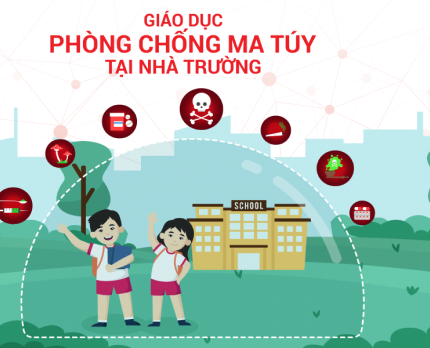 GIÁO DỤC
PHÒNG CHỐNG MA TÚY
TẠI NHÀ TRƯỜNG
SCHOOL